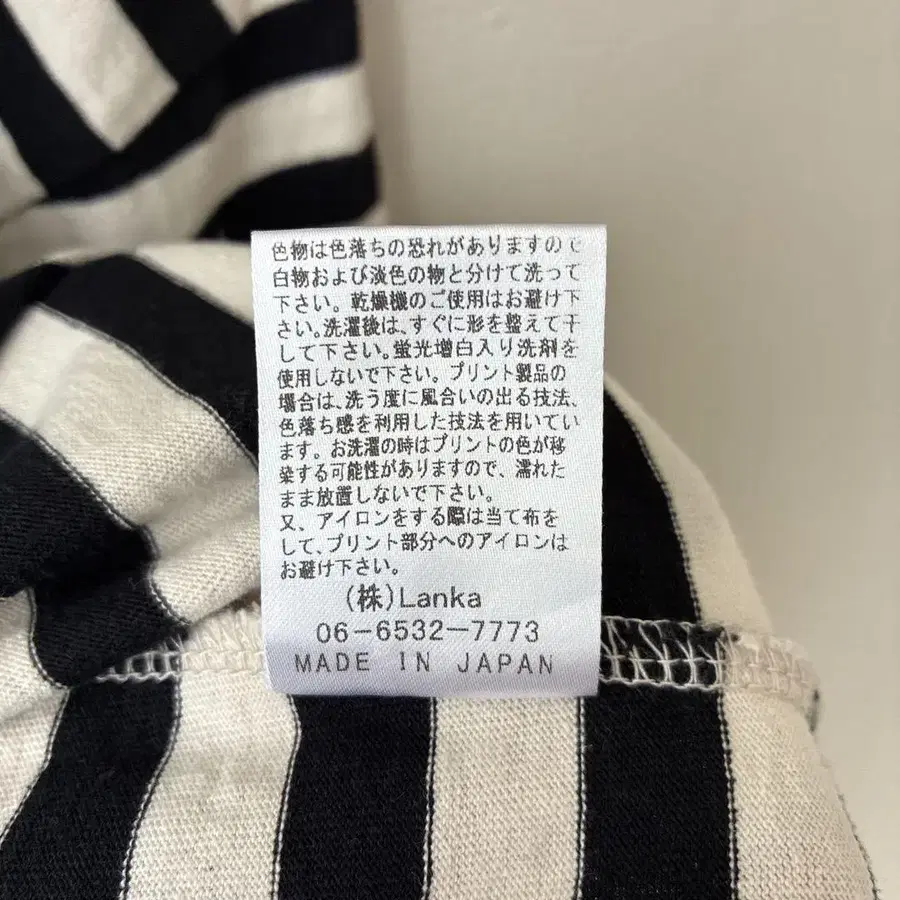 色物は色落ちの恐れがありますので
白物および淡色の物と分けて洗って
下さい。乾燥機のご使用はお避け下
さい。洗濯後は、すぐに形を整えて干
して下さい。蛍光増白入り洗剤を
使用しないで下さい。プリント製品の
場合は、洗う度に風合いの出る技法、
色落ち感を利用した技法を用いてい
ます。お洗濯の時はプリントの色が移
染する可能性がありますので、濡れた
まま放置しないで下さい。
又、アイロンをする際は当て布を
して、プリント部分へのアイロンは
お避け下さい。
(株)Lanka
06-6532-7773
MADE IN JAPAN